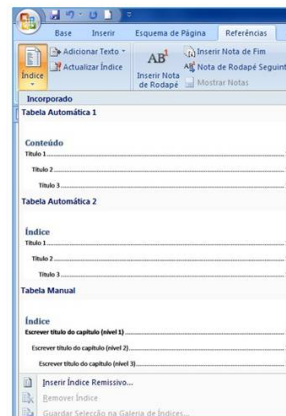 Base Inserir Esquema de Página Referências
Índice
Adicionar Texto
Actualizar Índice
AB¹
Inserir Nota de Rodapé
Inserir Nota de Fim
Nota de Rodapé Seguint
Mostrar Notas
Incorporado
Tabela Automática 1
Conteúdo
Título 1
Título 2
Título 3
Tabela Automática 2
Índice
Título 1
Título 2
Título 3
Tabela Manual
Índice
Escrever título do capítulo (nível 1)
Escrever título do capítulo (nível 2)
Escrever título do capítulo (nível 3)
Inserir Índice Remissivo...
Remover Índice
Guardar Selecção na Galeria de Índices...